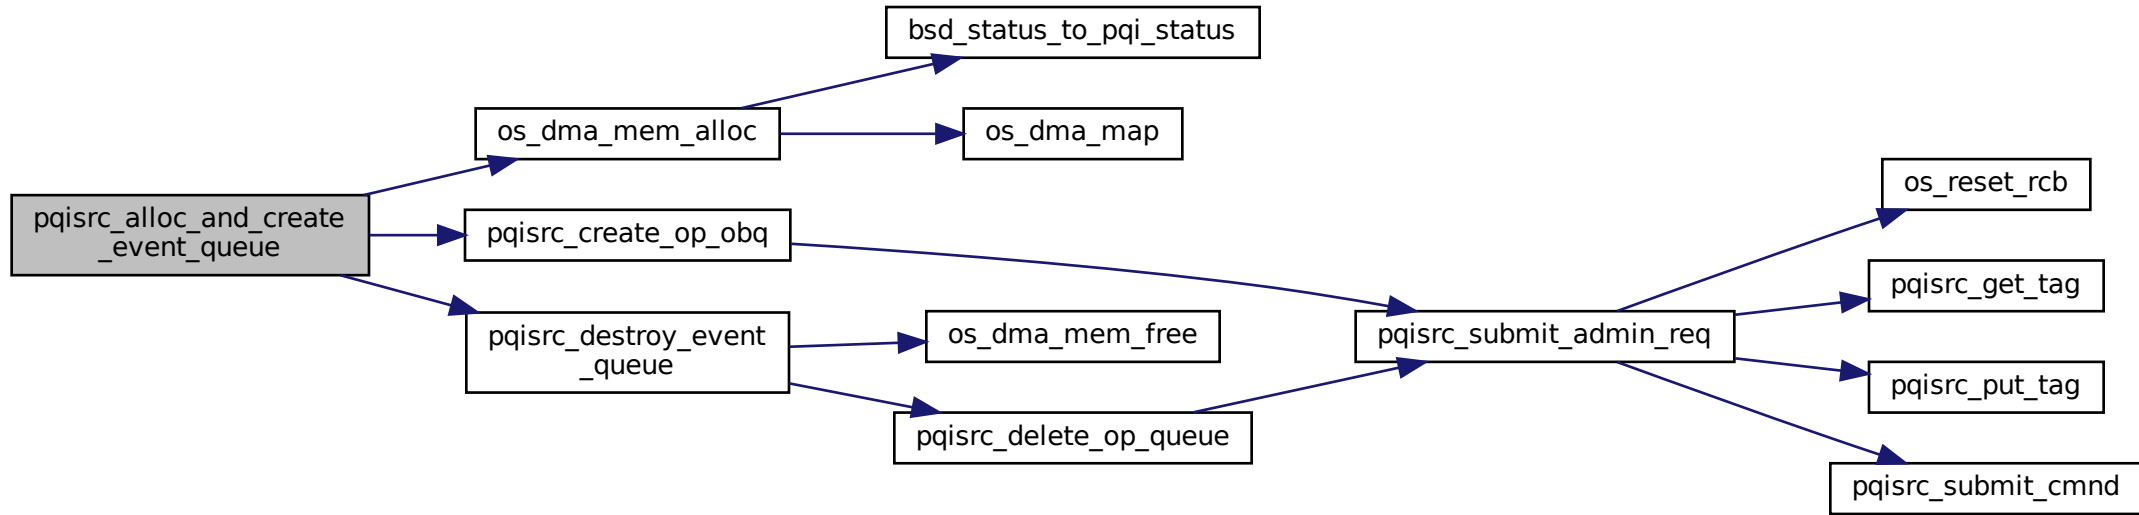 pqisrc_alloc_and_create
_event_queue
os_dma_mem_alloc
bsd_status_to_pqi_status
os_dma_map
pqisrc_create_op_obq
pqisrc_destroy_event
_queue
os_dma_mem_free
pqisrc_delete_op_queue
pqisrc_submit_admin_req
os_reset_rcb
pqisrc_get_tag
pqisrc_put_tag
pqisrc_submit_cmnd